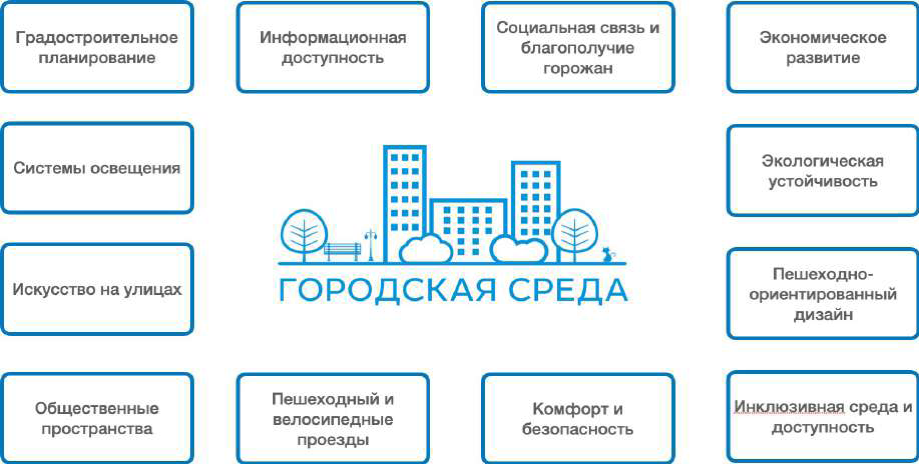 Градостроительное
планирование
Информационная
доступность
Социальная связь и
благополучие
горожан
Экономическое
развитие
Системы освещения
Экологическая
устойчивость
Искусство на улицах
Пешеходно-
ориентированный
дизайн
ГОРОДСКАЯ СРЕДА
Общественные
пространства
Пешеходный и
велосипедные
проезды
Комфорт и
безопасность
Инклюзивная среда и
доступность